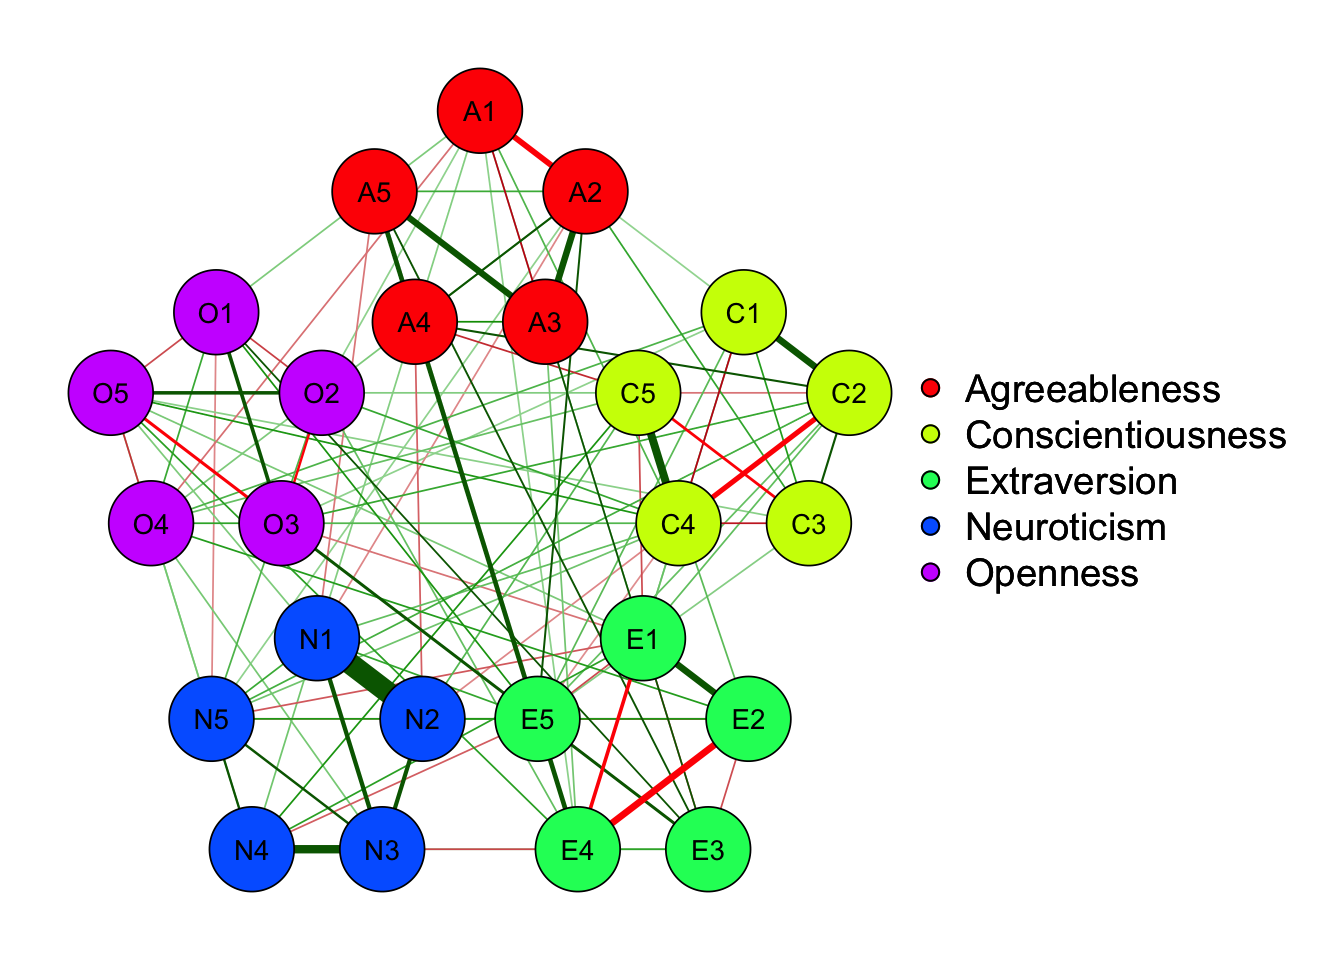 A1
A5
A2
O1
A4
A3
C1
O5
O2
C5
C2
O4
O3
C4
C3
N1
E1
N5
N2
E5
E2
N4
N3
E4
E3
Agreeableness
Conscientiousness
Extraversion
Neuroticism
Openness